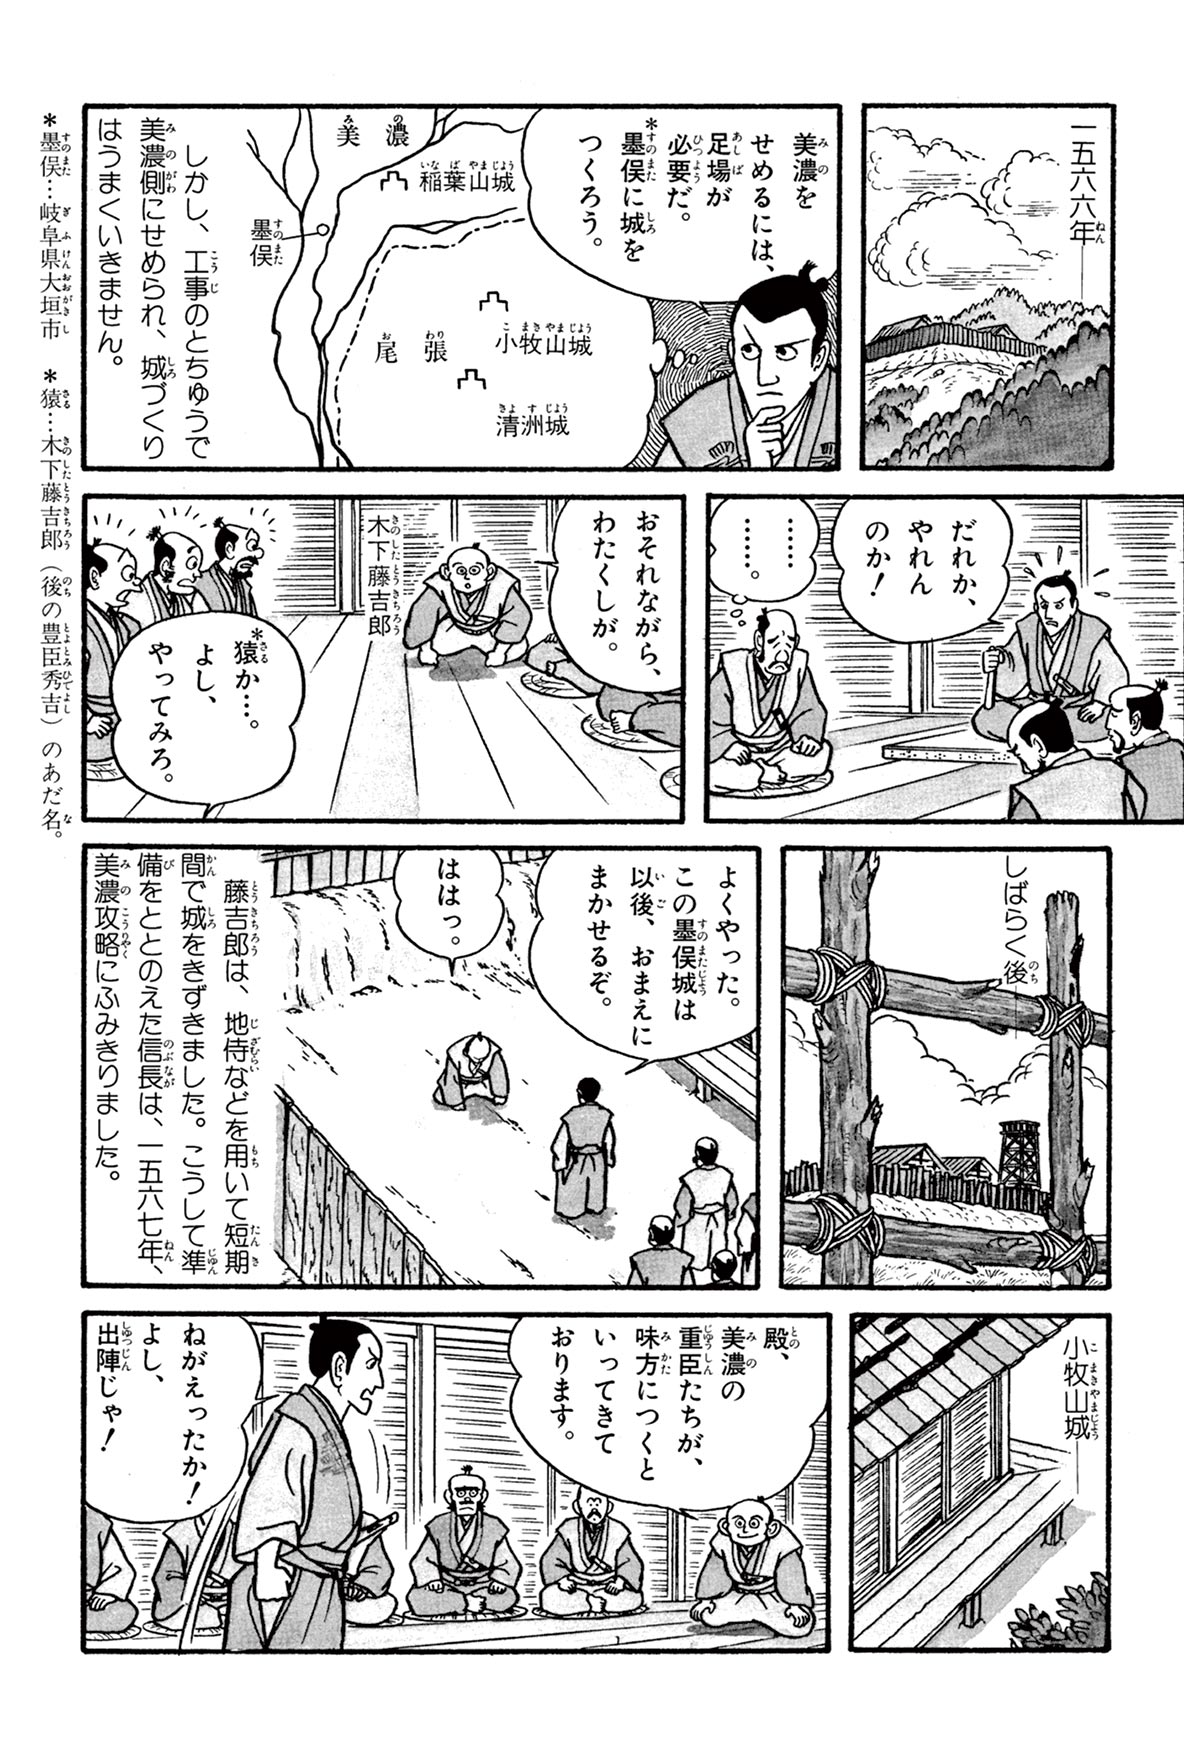 一五六六年
美濃を
せめるには、
足場が
必要だ。
*墨俣に城を
つくろう。
美濃
稲葉山城
墨俣
小牧山城
尾張
清洲城
しかし、工事のとちゅうで
美濃側にせめられ、城づくり
はうまくいきません。
だれか、
やれん
のか！
……
……。
おそれながら、
わたくしが。
木下藤吉郎
*猿か…。
よし、
やってみろ。
しばらく後
よくやった。
この墨俣城は
以後、おまえに
まかせるぞ。
ははっ。
藤吉郎は、地侍などを用いて短期
間で城をきずきました。こうして準
備をととのえた信長は、一五六七年、
美濃攻略にふみきりました。
小牧山城
殿、
美濃の
重臣たちが、
味方につくと
いってきて
おります。
ねがえったか！
よし、
出陣じゃ！
*墨俣…岐阜県大垣市　*猿…木下藤吉郎（後の豊臣秀吉）のあだ名。